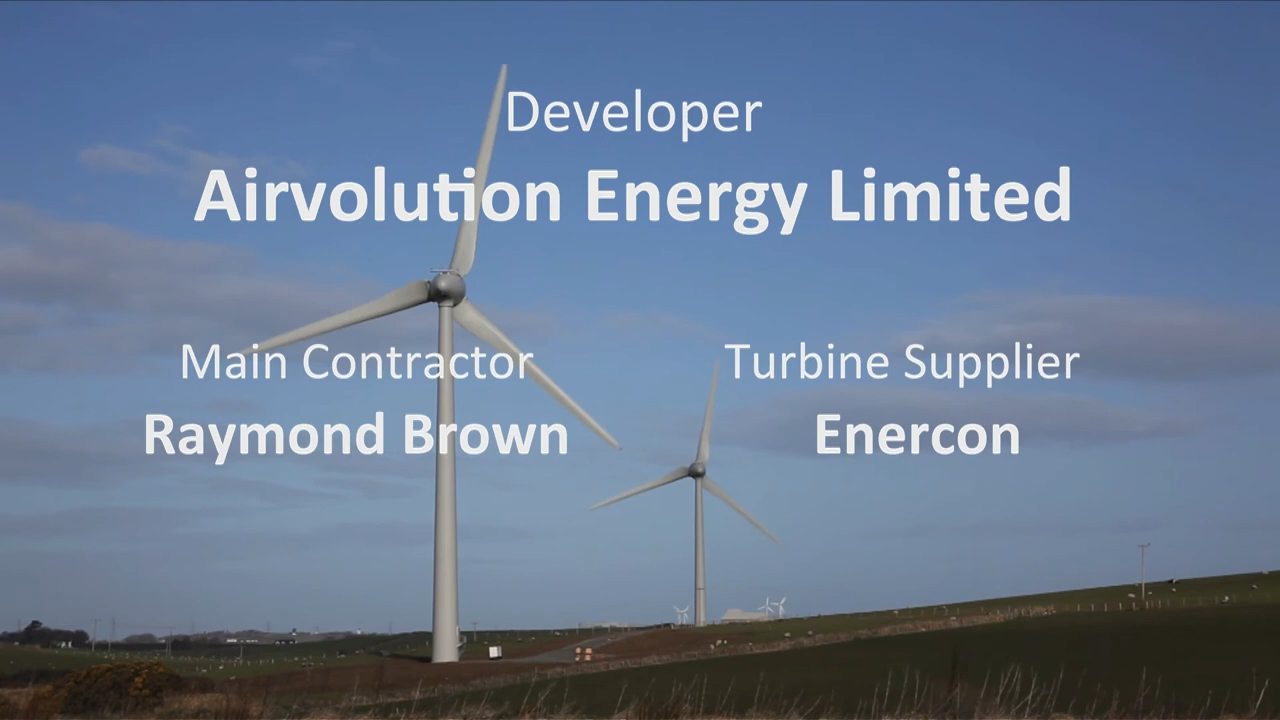 Developer
Airvolution Energy Limited
Main Contractor
Raymond Brown
Turbine Supplier
Enercon